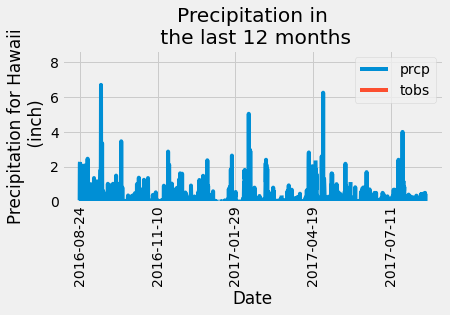 Precipitation in
the last 12 months
Precipitation for Hawaii
(inch)
8
6
4
2
0
prcp
tobs
2016-08-24
2016-11-10
2017-01-29
2017-04-19
2017-07-11
Date